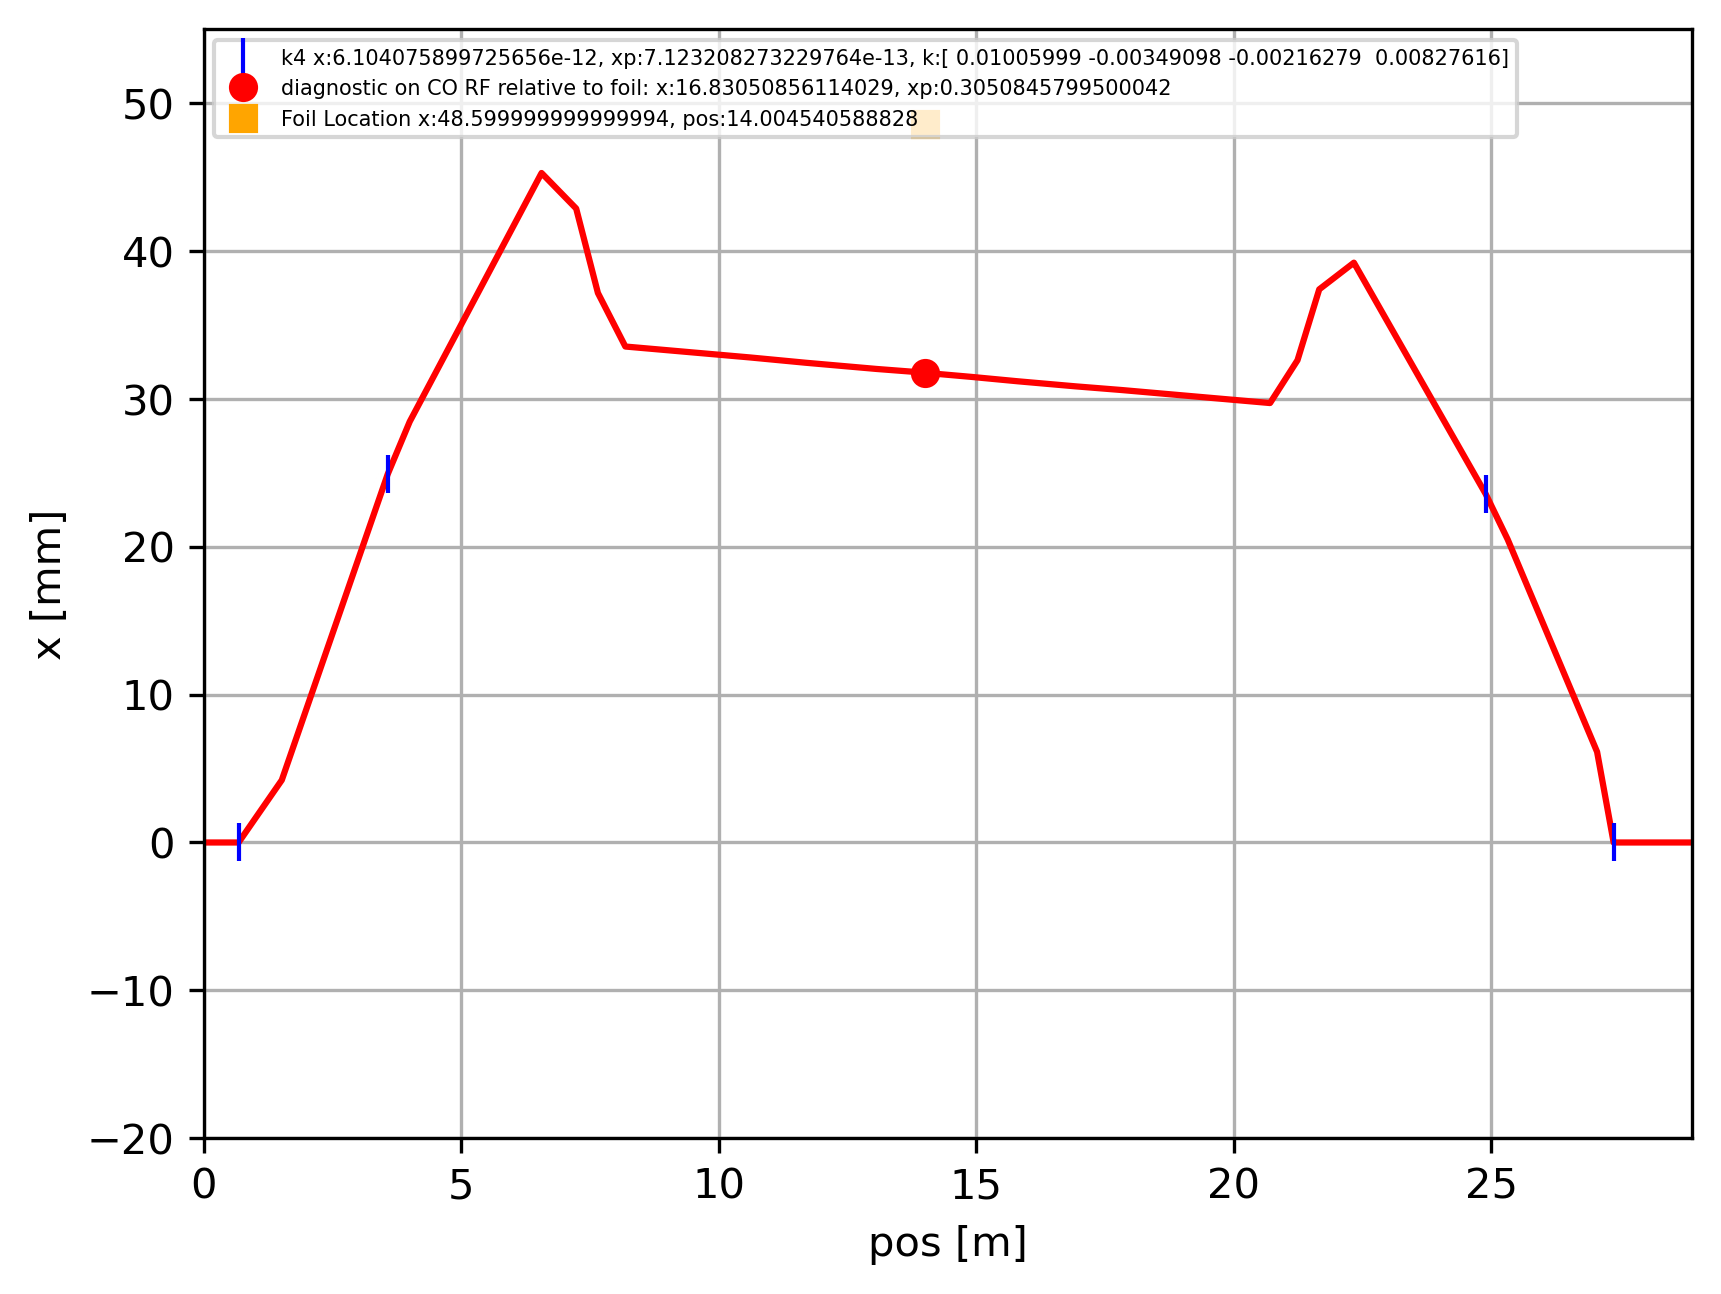 k4 x:6.104075899725656e-12, xp:7.123208273229764e-13, k:[ 0.01005999 -0.00349098 -0.00216279  0.00827616]
diagnostic on CO RF relative to foil: x:16.83050856114029, xp:0.3050845799500042
Foil Location x:48.599999999999994, pos:14.004540588828
50
40
30
20
10
0
−10
−20
x [mm]
0 5 10 15 20 25
pos [m]